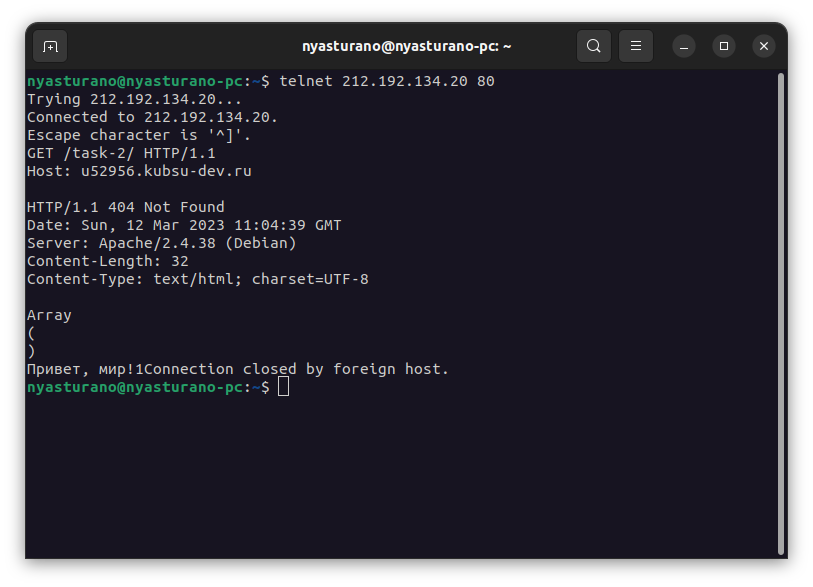 nyasturano@nyasturano-pc: ~
nyasturano@nyasturano-pc:~$ telnet 212.192.134.20 80
Trying 212.192.134.20...
Connected to 212.192.134.20.
Escape character is '^]'.
GET /task-2/ HTTP/1.1
Host: u52956.kubsu-dev.ru

HTTP/1.1 404 Not Found
Date: Sun, 12 Mar 2023 11:04:39 GMT
Server: Apache/2.4.38 (Debian)
Content-Length: 32
Content-Type: text/html; charset=UTF-8

Array
(
)
Привет, мир!1Connection closed by foreign host.
nyasturano@nyasturano-pc:~$